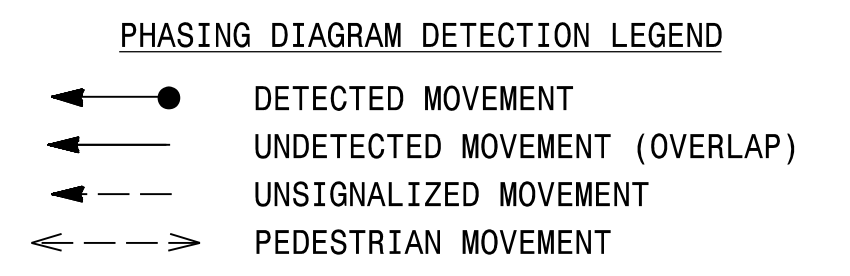 PHASING DIAGRAM DETECTION LEGEND
DETECTED MOVEMENT
UNDETECTED MOVEMENT (OVERLAP)
UNSIGNALIZED MOVEMENT
PEDESTRIAN MOVEMENT